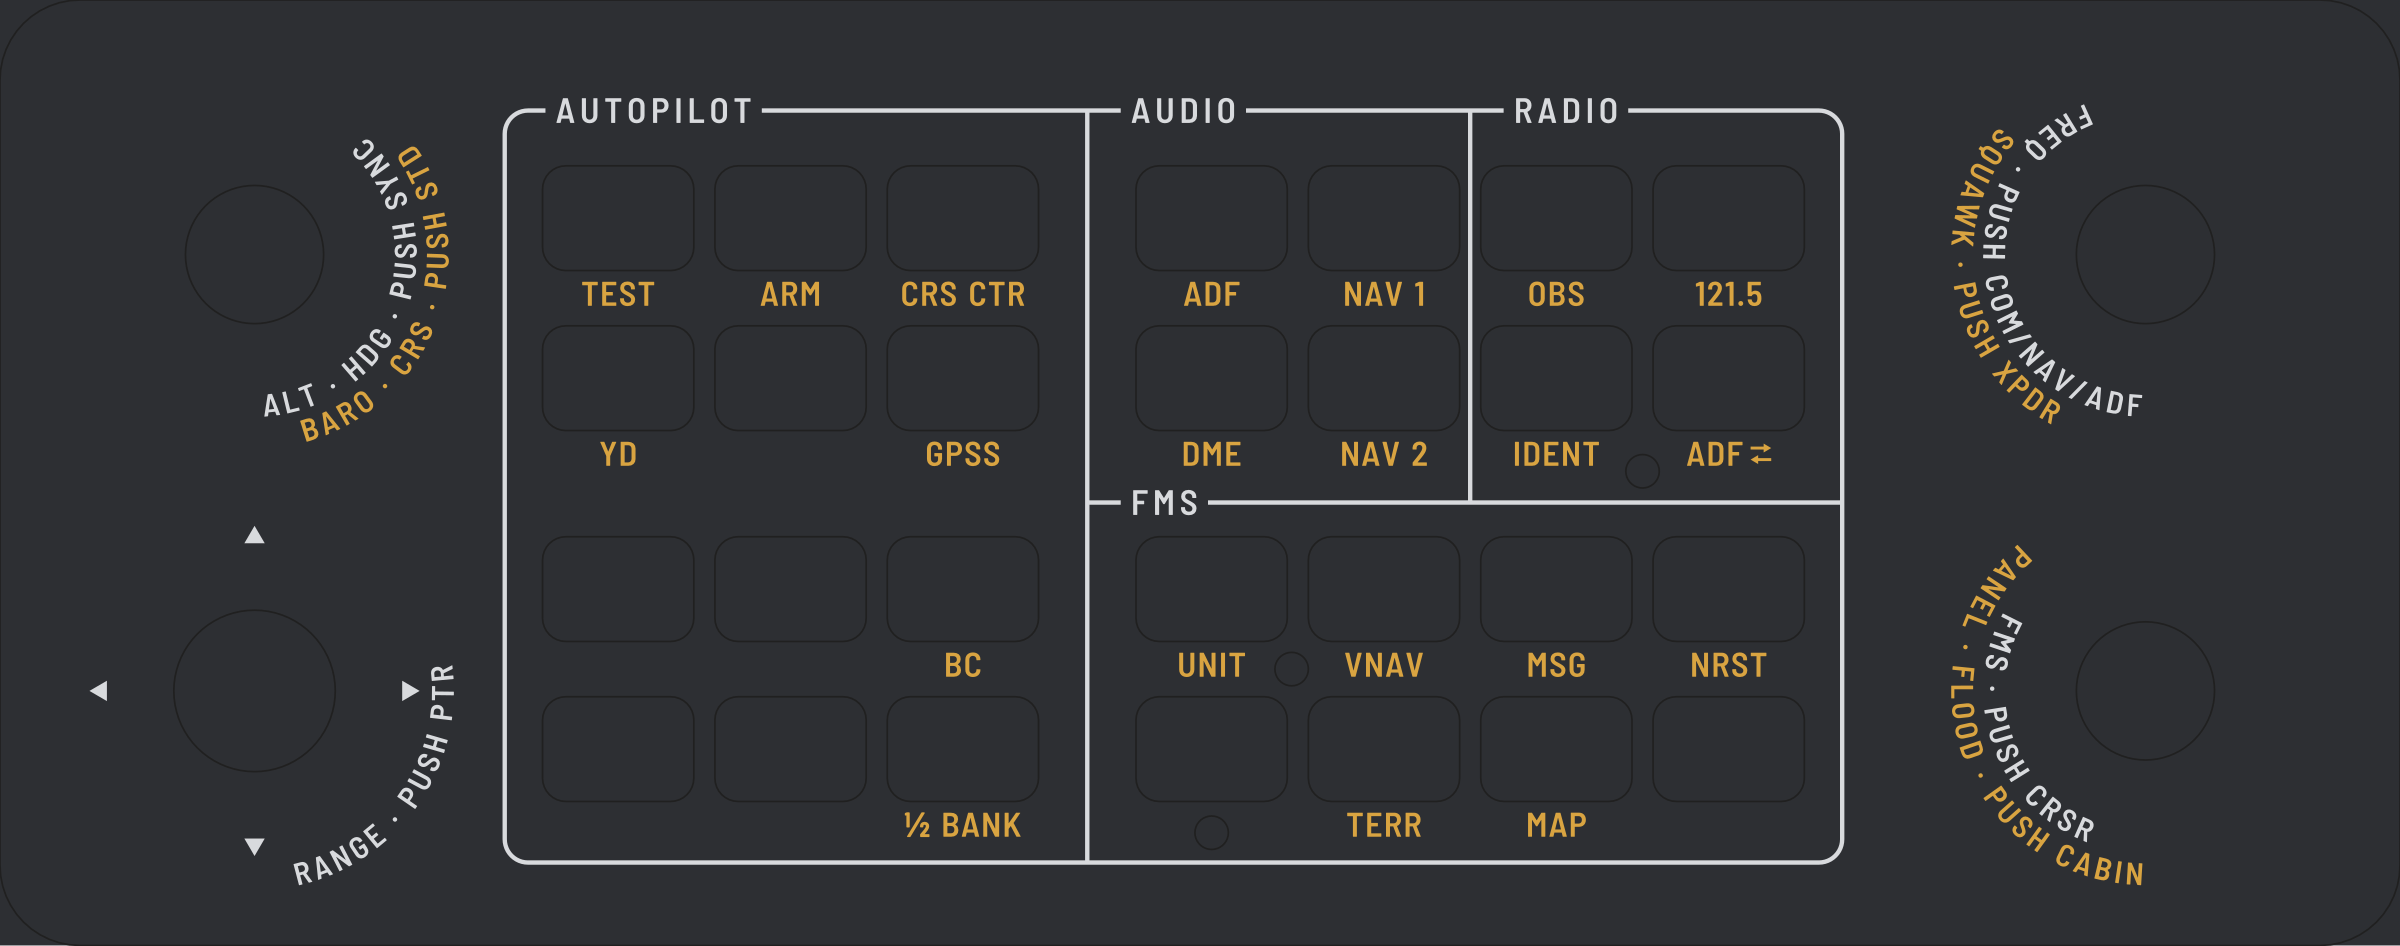 AUTOPILOT
AUDIO
RADIO
ALT · HDG · PUSH SYNC
BARO · CRS · PUSH STD
TEST
ARM
CRS CTR
ADF
NAV 1
OBS
121.5
FREQ · PUSH COM/NAV/ADF
SQUAWK · PUSH XPDR
YD
GPSS
DME
NAV 2
IDENT
ADF ⇄
FMS
BC
UNIT
VNAV
MSG
NRST
RANGE · PUSH PTR
½ BANK
TERR
MAP
FMS · PUSH CRSR
PANEL · FLOOD · PUSH CABIN